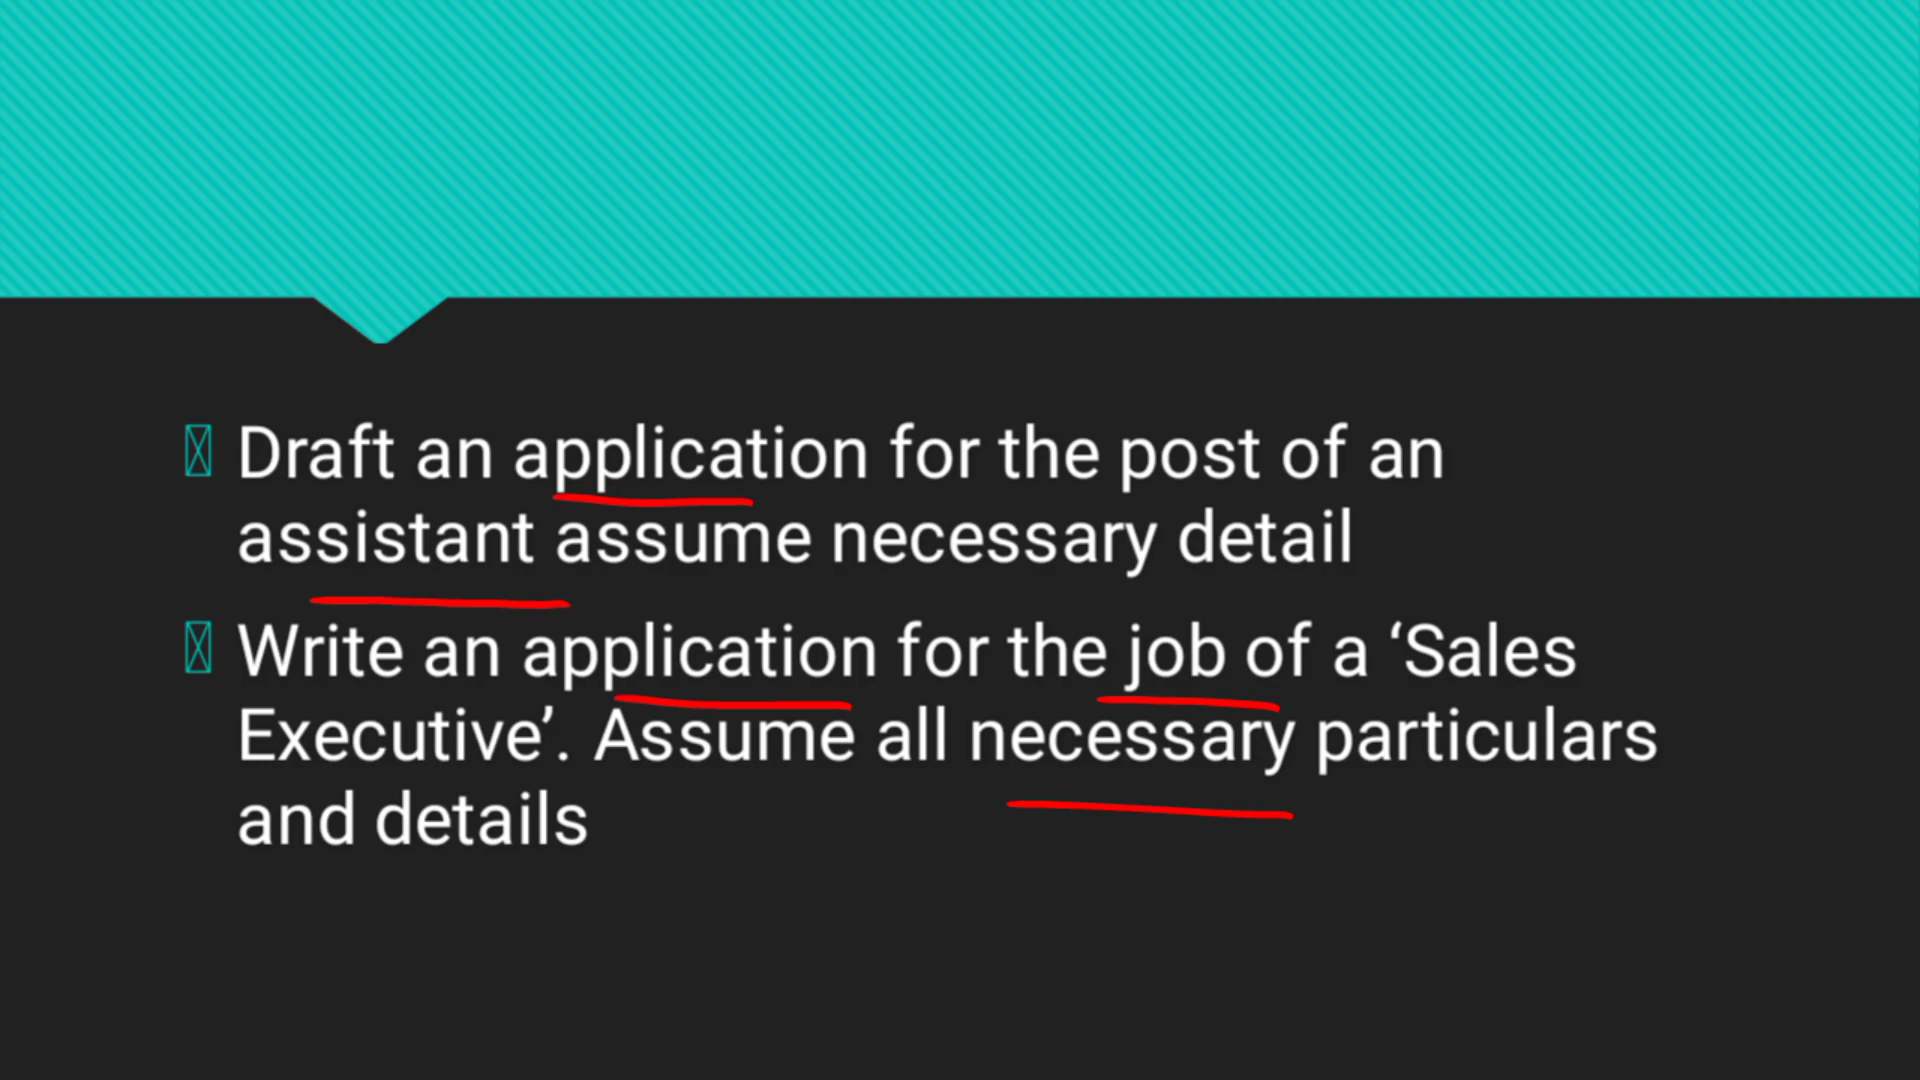 Draft an application for the post of an
assistant assume necessary detail
Write an application for the job of a ‘Sales
Executive’. Assume all necessary particulars
and details